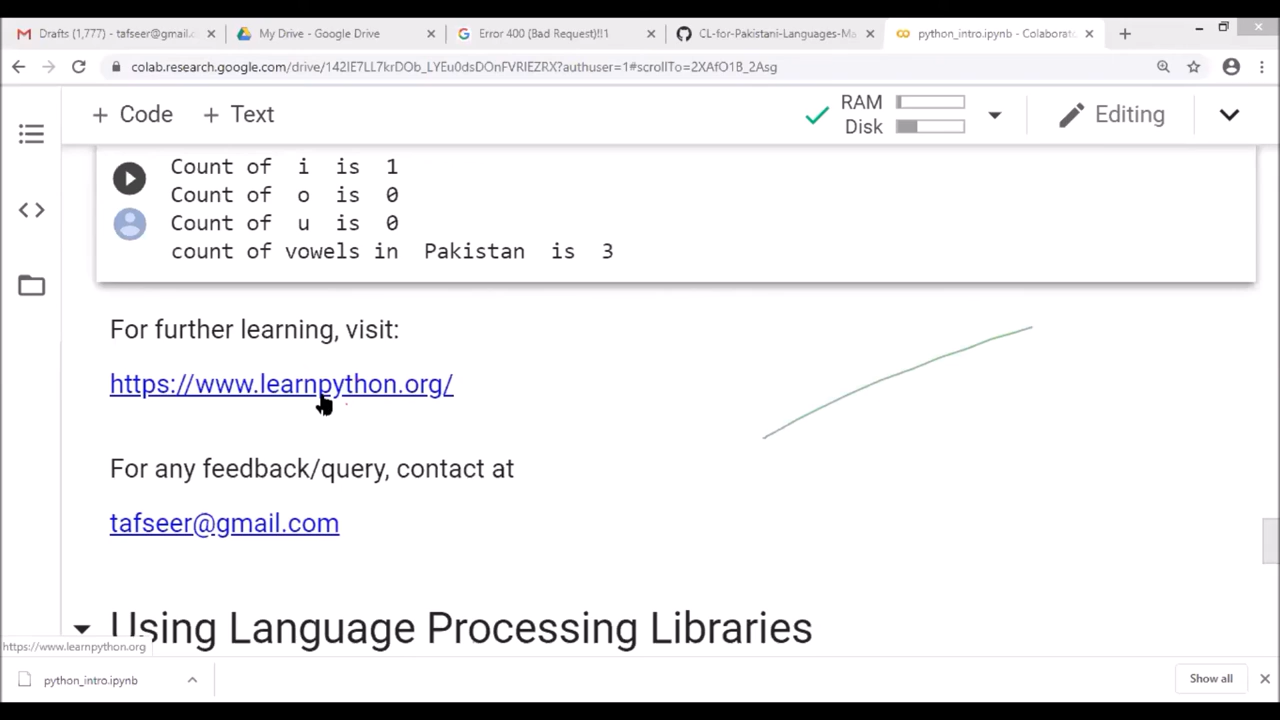 Drafts (1,777) - tafseer@gmail.c
My Drive - Google Drive
Error 400 (Bad Request)!!1
CL-for-Pakistani-Languages-Ma
python_intro.ipynb - Colaborato
colab.research.google.com/drive/142IE7LL7krDOb_LYEu0dsDOnFVRIEZRX?authuser=1#scrollTo=2XAfO1B_2Asg
+ Code + Text
RAM
Disk
Editing
Count of i is 1
Count of o is 0
Count of u is 0
count of vowels in Pakistan is 3
For further learning, visit:
https://www.learnpython.org/
For any feedback/query, contact at
tafseer@gmail.com
Using Language Processing Libraries
https://www.learnpython.org
python_intro.ipynb
Show all